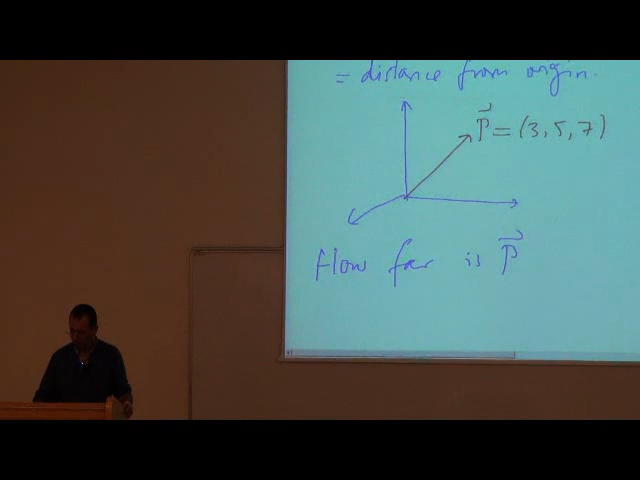 = distance from origin.
P⃗ = (3, 5, 7)
How far is P⃗